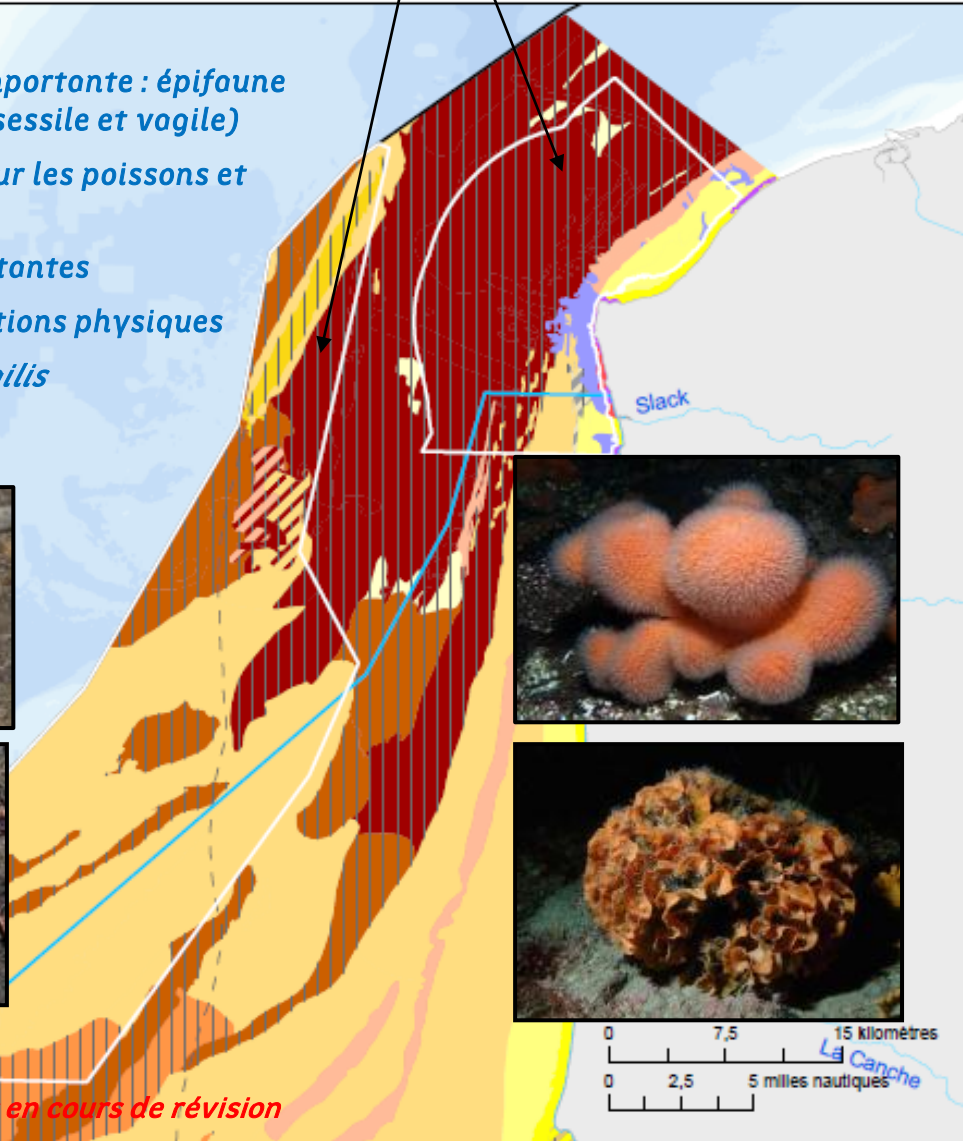 portante : épifaune
sessile et vagile)
ur les poissons et
tantes
tions physiques
bilis
Slack
0 7,5 15 kilomètres
La Canche
0 2,5 5 milles nautiques
en cours de révision